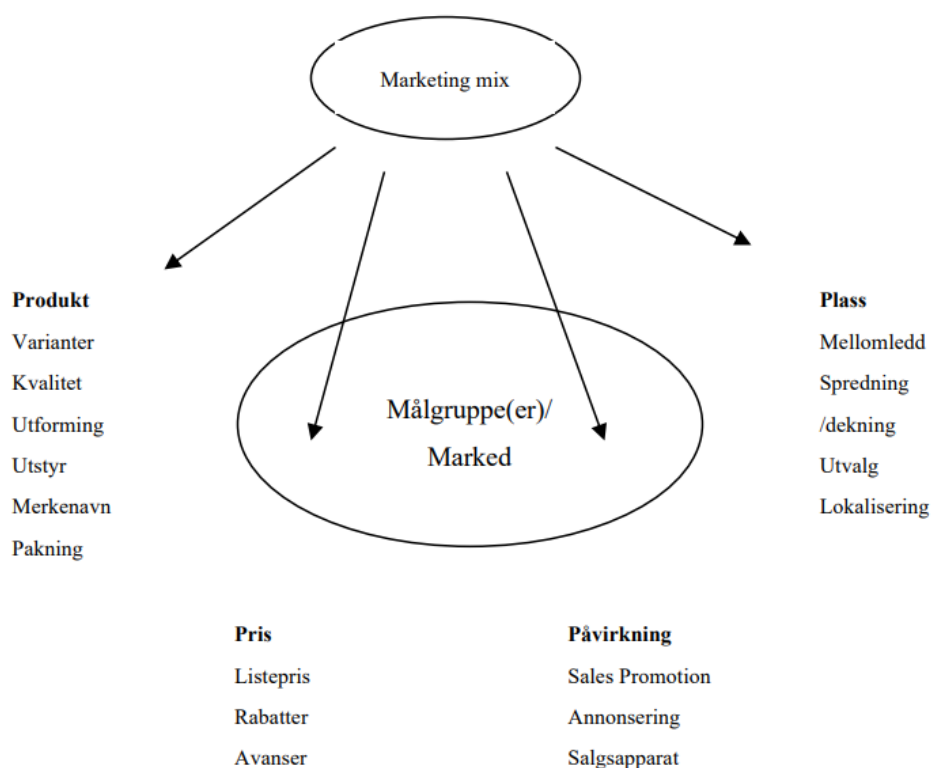 Marketing mix
Produkt
Varianter
Kvalitet
Utforming
Utstyr
Merkenavn
Pakning
Målgruppe(er)/
Marked
Plass
Mellomledd
Spredning
/dekning
Utvalg
Lokalisering
Pris
Listepris
Rabatter
Avanser
Påvirkning
Sales Promotion
Annonsering
Salgsapparat